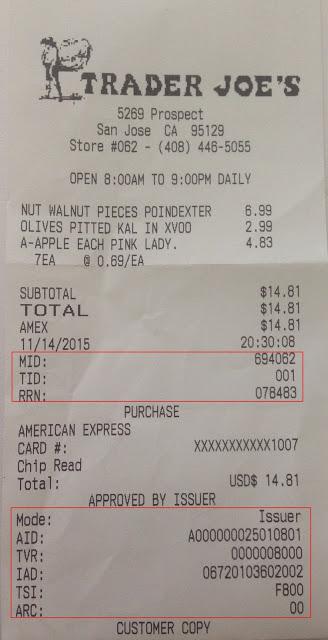 TRADER JOE'S
5269 Prospect
San Jose CA 95129
Store #062 - (408) 446-5055
OPEN 8:00AM TO 9:00PM DAILY
NUT WALNUT PIECES POINDEXTER 6.99
OLIVES PITTED KAL IN XVOO 2.99
A-APPLE EACH PINK LADY. 4.83
7EA @ 0.69/EA
SUBTOTAL $14.81
TOTAL $14.81
AMEX $14.81
11/14/2015 20:30:08
MID: 694062
TID: 001
RRN: 078483
PURCHASE
AMERICAN EXPRESS
CARD #: XXXXXXXXXXX1007
Chip Read
Total: USD$ 14.81
APPROVED BY ISSUER
Mode: Issuer
AID: A000000025010801
TVR: 0000008000
IAD: 06720103602002
TSI: F800
ARC: 00
CUSTOMER COPY